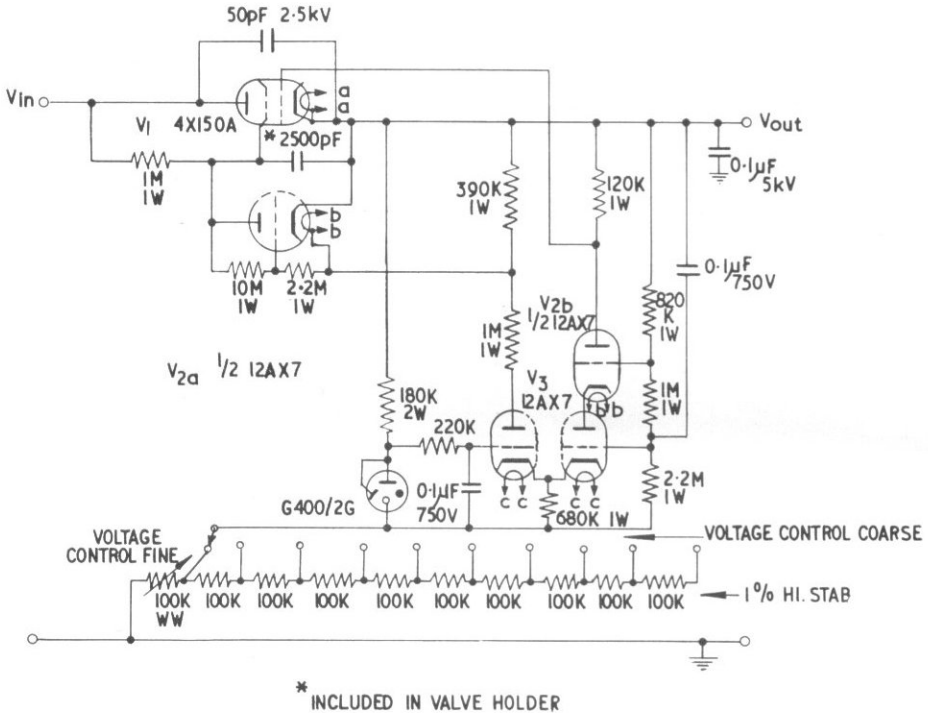 50pF 2.5kV
Vin
a
a
V1 4X150A
* 2500pF
Vout
0.1µF
5kV
1M
1W
390K
1W
120K
1W
b
b
0.1µF
750V
10M
1W
2.2M
1W
V2b
1/2 12AX7
820
K
1W
1M
1W
V2a 1/2 12AX7
V3
12AX7
1M
1W
180K
2W
b b
220K
2.2M
1W
G400/2G
0.1µF
750V
c c
c c
680K 1W
VOLTAGE
CONTROL FINE
VOLTAGE CONTROL COARSE
100K
WW
100K
100K
100K
100K
100K
100K
100K
100K
100K
1% HI. STAB
* INCLUDED IN VALVE HOLDER